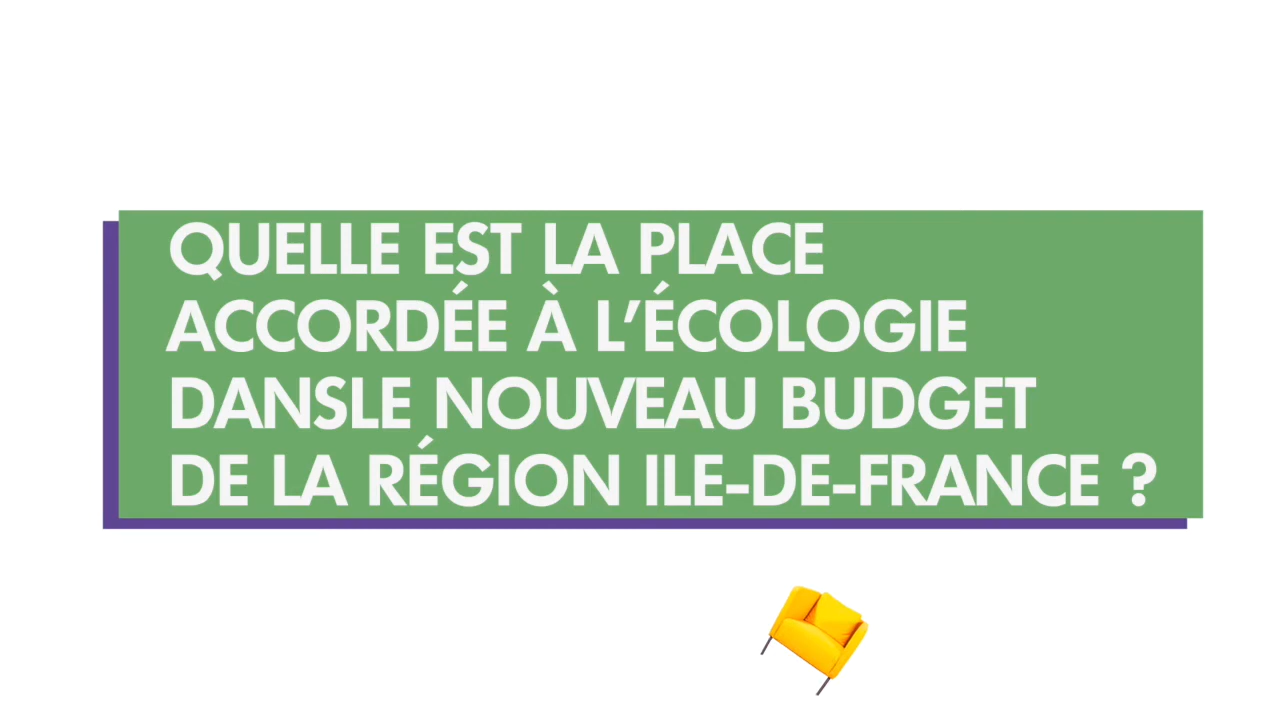 QUELLE EST LA PLACE
ACCORDÉE À L’ÉCOLOGIE
DANSLE NOUVEAU BUDGET
DE LA RÉGION ILE-DE-FRANCE ?